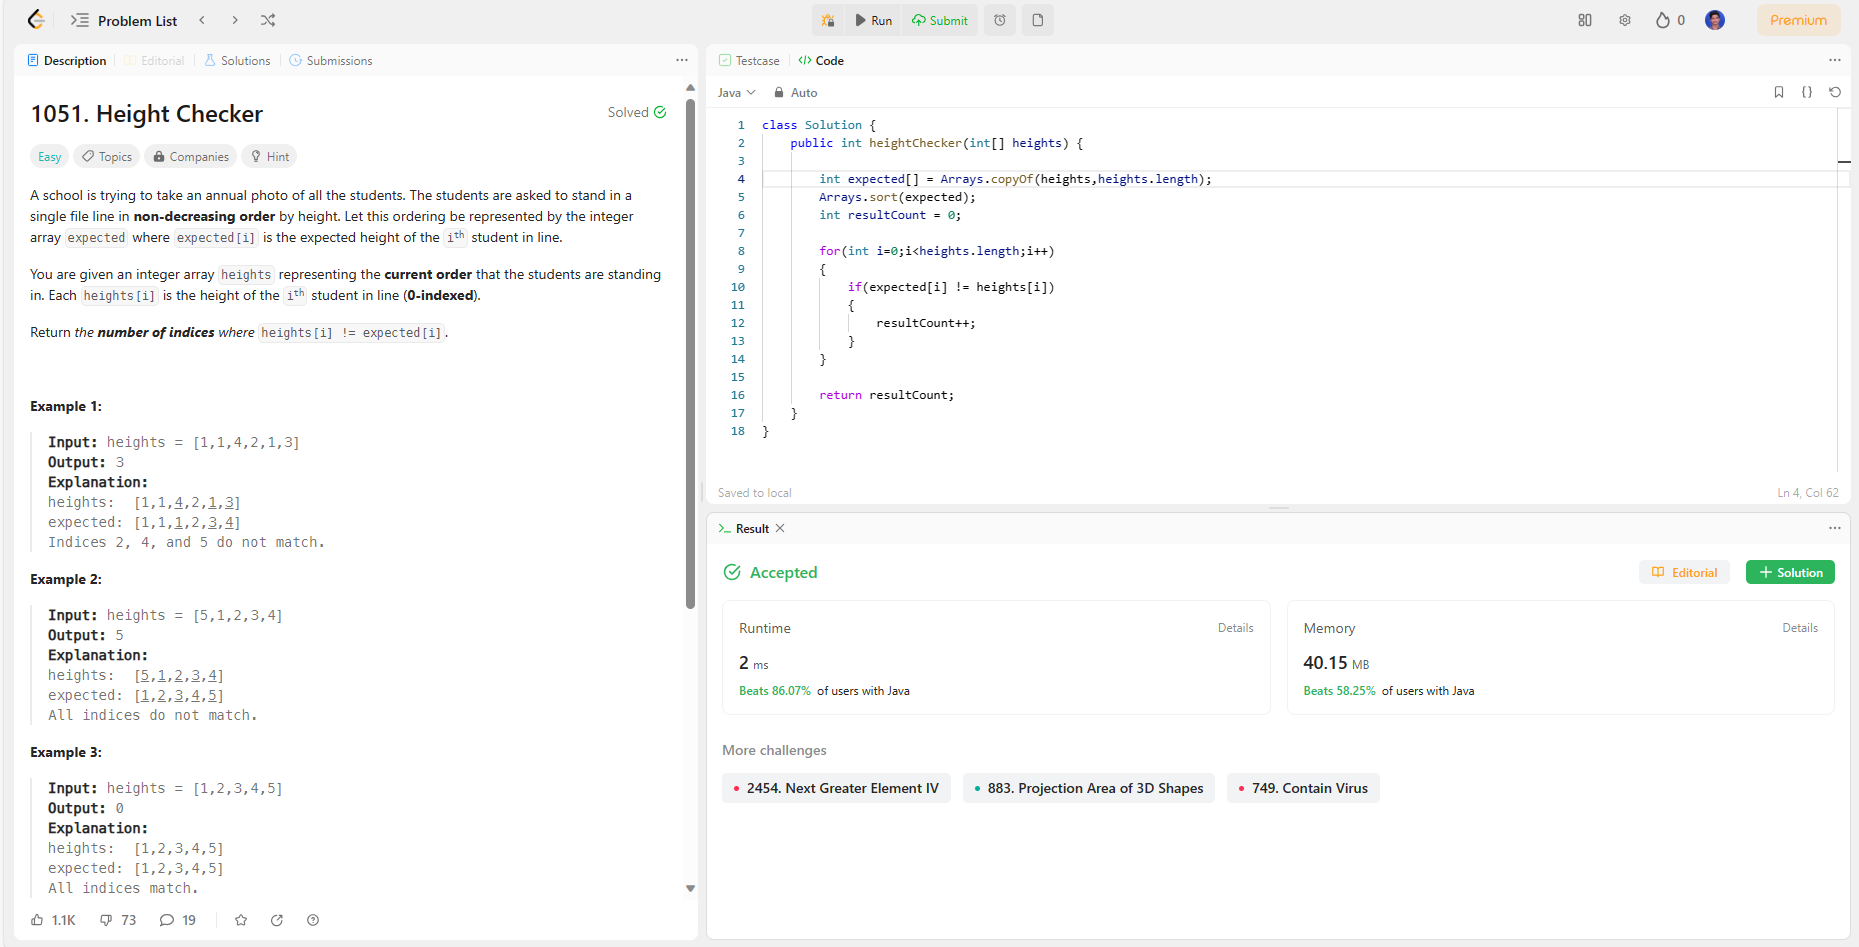 Problem List
Run
Submit
0
Premium
Description
Editorial
Solutions
Submissions
1051. Height Checker
Solved
Easy
Topics
Companies
Hint
A school is trying to take an annual photo of all the students. The students are asked to stand in a
single file line in non-decreasing order by height. Let this ordering be represented by the integer
array expected where expected[i] is the expected height of the ith student in line.
You are given an integer array heights representing the current order that the students are standing
in. Each heights[i] is the height of the ith student in line (0-indexed).
Return the number of indices where heights[i] != expected[i].
Example 1:
Input: heights = [1,1,4,2,1,3]
Output: 3
Explanation:
heights:  [1,1,4,2,1,3]
expected: [1,1,1,2,3,4]
Indices 2, 4, and 5 do not match.
Example 2:
Input: heights = [5,1,2,3,4]
Output: 5
Explanation:
heights:  [5,1,2,3,4]
expected: [1,2,3,4,5]
All indices do not match.
Example 3:
Input: heights = [1,2,3,4,5]
Output: 0
Explanation:
heights:  [1,2,3,4,5]
expected: [1,2,3,4,5]
All indices match.
1.1K
73
19
Testcase
</> Code
Java
Auto
{}
1 class Solution {
2     public int heightChecker(int[] heights) {
3
4         int expected[] = Arrays.copyOf(heights,heights.length);
5         Arrays.sort(expected);
6         int resultCount = 0;
7
8         for(int i=0;i<heights.length;i++)
9         {
10             if(expected[i] != heights[i])
11             {
12                 resultCount++;
13             }
14         }
15
16         return resultCount;
17     }
18 }
Saved to local
Ln 4, Col 62
>_ Result
Accepted
Editorial
+ Solution
Runtime
Details
2 ms
Beats 86.07% of users with Java
Memory
Details
40.15 MB
Beats 58.25% of users with Java
More challenges
2454. Next Greater Element IV
883. Projection Area of 3D Shapes
749. Contain Virus